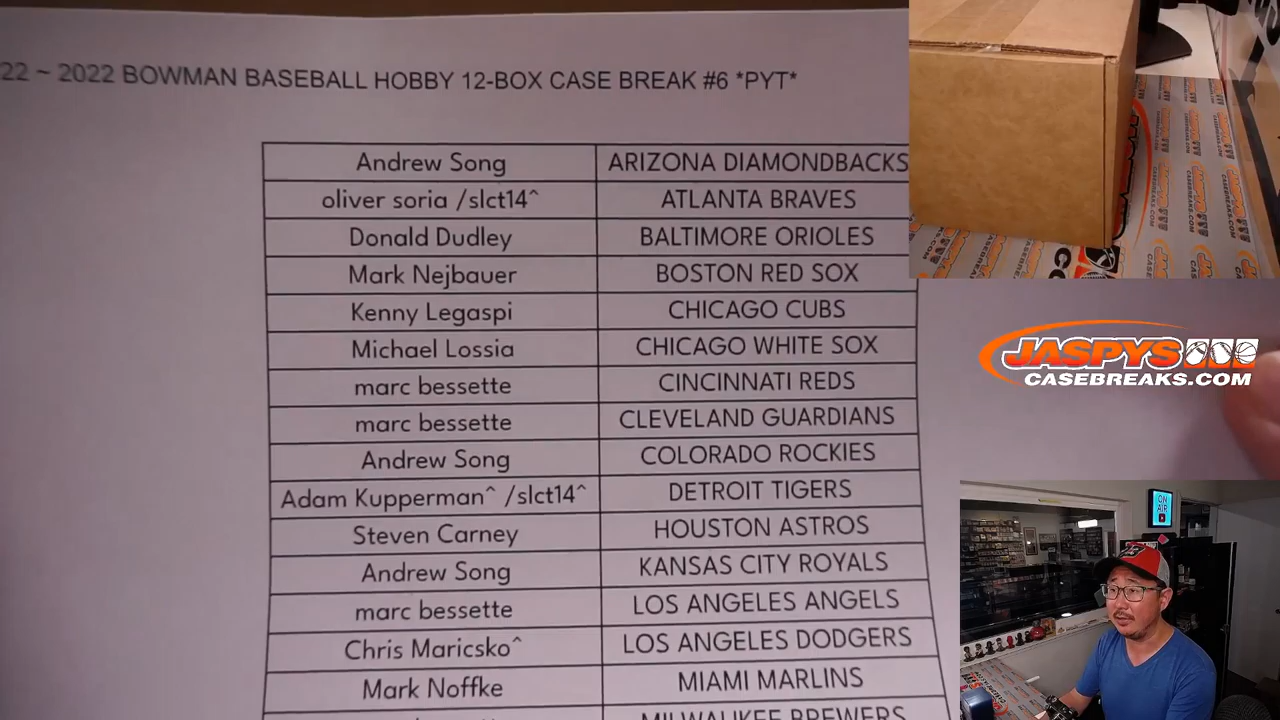 22 ~ 2022 BOWMAN BASEBALL HOBBY 12-BOX CASE BREAK #6 *PYT*
Andrew Song ARIZONA DIAMONDBACKS
oliver soria /slct14^ ATLANTA BRAVES
Donald Dudley BALTIMORE ORIOLES
Mark Nejbauer BOSTON RED SOX
Kenny Legaspi CHICAGO CUBS
Michael Lossia CHICAGO WHITE SOX
marc bessette CINCINNATI REDS
marc bessette CLEVELAND GUARDIANS
Andrew Song COLORADO ROCKIES
Adam Kupperman^ /slct14^ DETROIT TIGERS
Steven Carney HOUSTON ASTROS
Andrew Song KANSAS CITY ROYALS
marc bessette LOS ANGELES ANGELS
Chris Maricsko^ LOS ANGELES DODGERS
Mark Noffke MIAMI MARLINS
MILWAUKEE BREWERS
JASPYS
CASEBREAKS.COM
ON
AIR